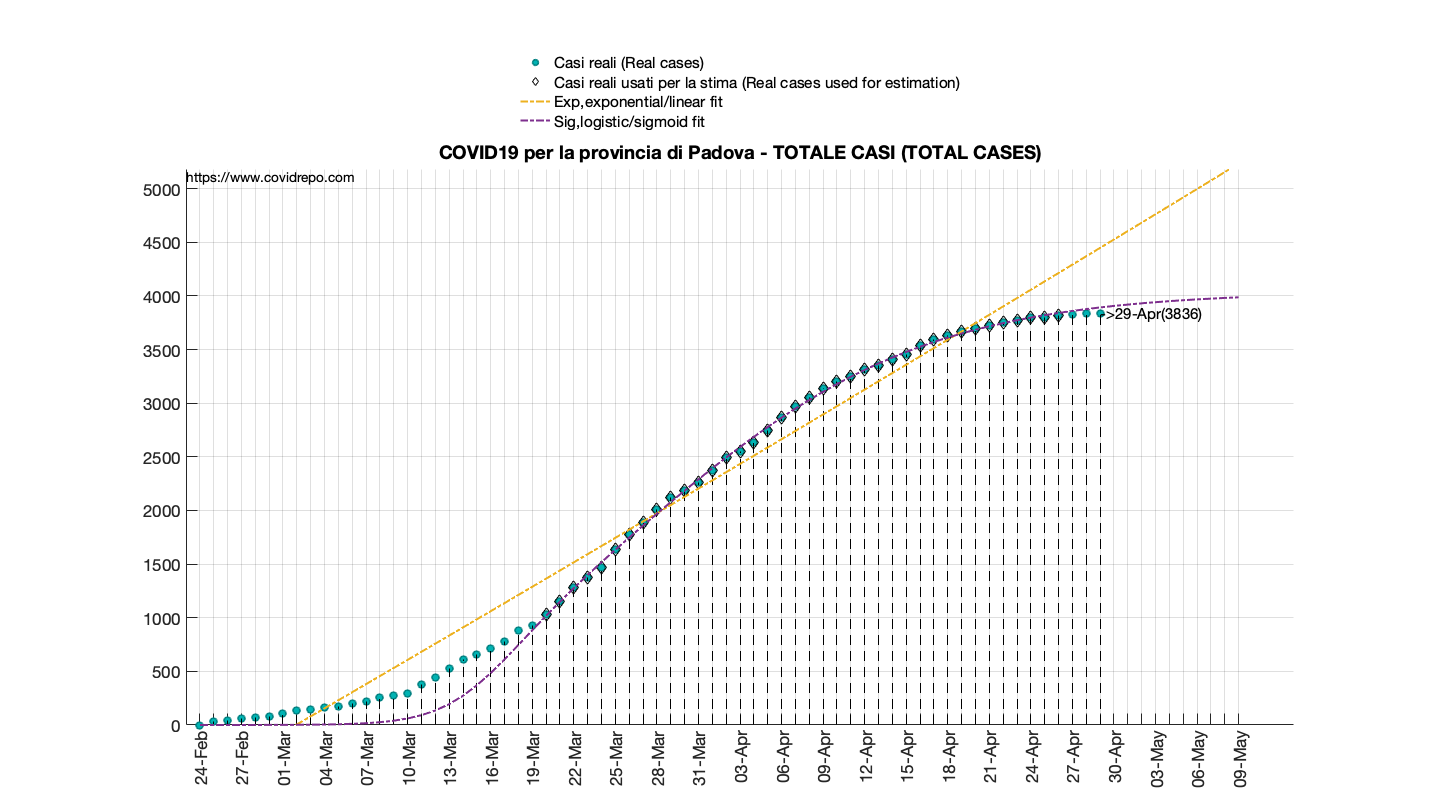 Casi reali (Real cases)
Casi reali usati per la stima (Real cases used for estimation)
Exp,exponential/linear fit
Sig,logistic/sigmoid fit
COVID19 per la provincia di Padova - TOTALE CASI (TOTAL CASES)
https://www.covidrepo.com
5000
4500
4000
3500
3000
2500
2000
1500
1000
500
0
>29-Apr(3836)
24-Feb
27-Feb
01-Mar
04-Mar
07-Mar
10-Mar
13-Mar
16-Mar
19-Mar
22-Mar
25-Mar
28-Mar
31-Mar
03-Apr
06-Apr
09-Apr
12-Apr
15-Apr
18-Apr
21-Apr
24-Apr
27-Apr
30-Apr
03-May
06-May
09-May